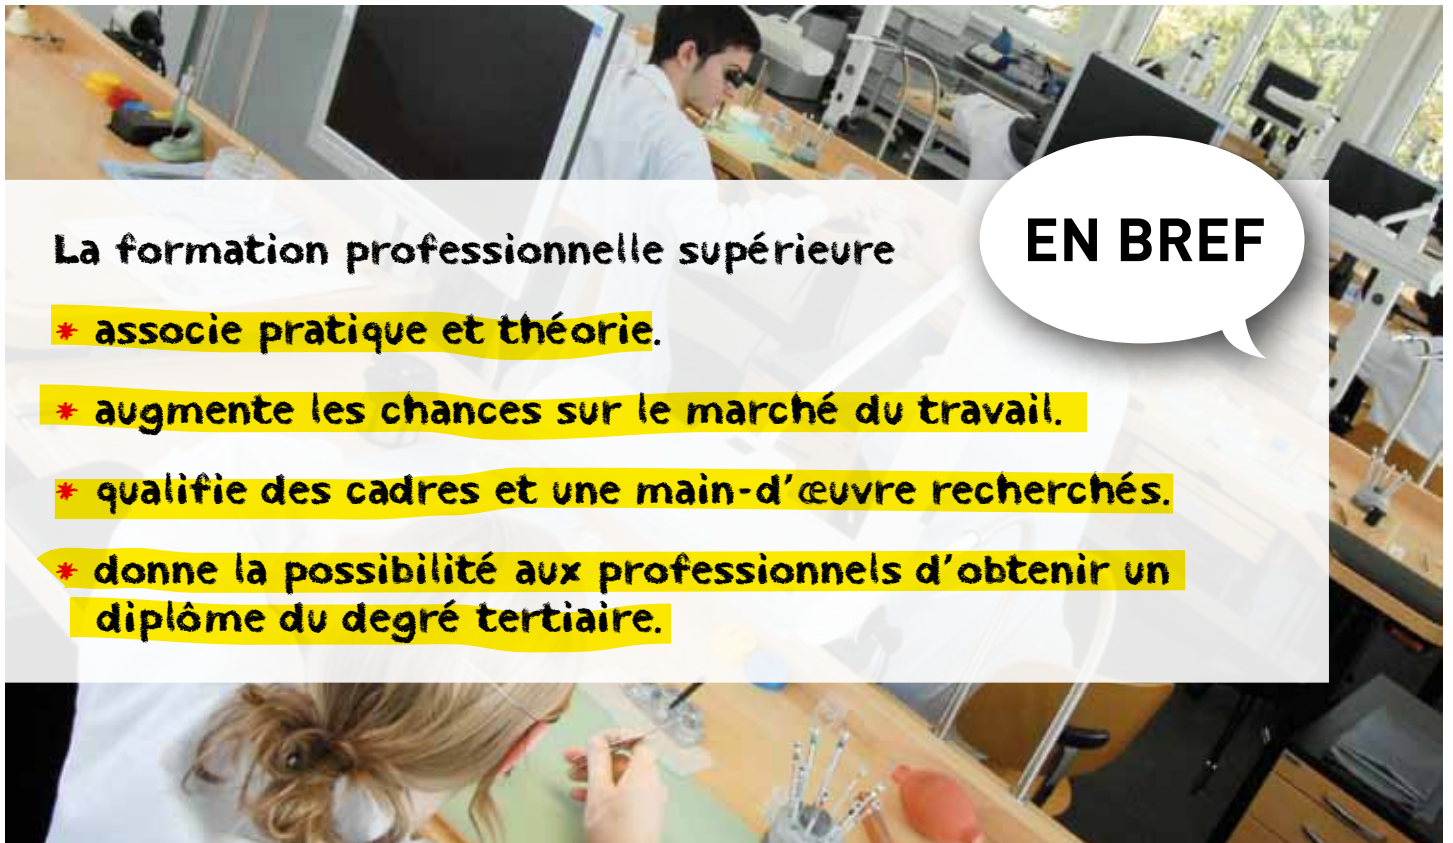 EN BREF
La formation professionnelle supérieure
* associe pratique et théorie.
* augmente les chances sur le marché du travail.
* qualifie des cadres et une main-d'œuvre recherchés.
* donne la possibilité aux professionnels d'obtenir un
diplôme du degré tertiaire.